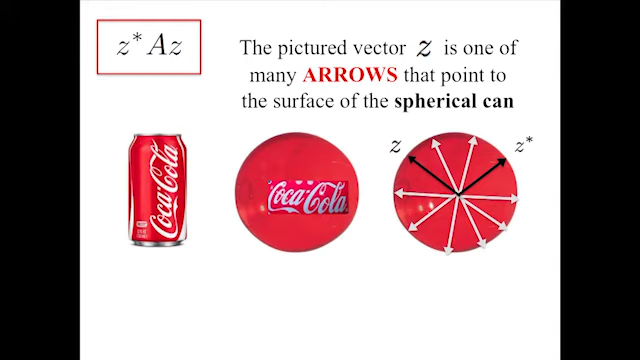 z* Az
The pictured vector z is one of
many ARROWS that point to
the surface of the spherical can
Coca-Cola
Coca-Cola
z
z*